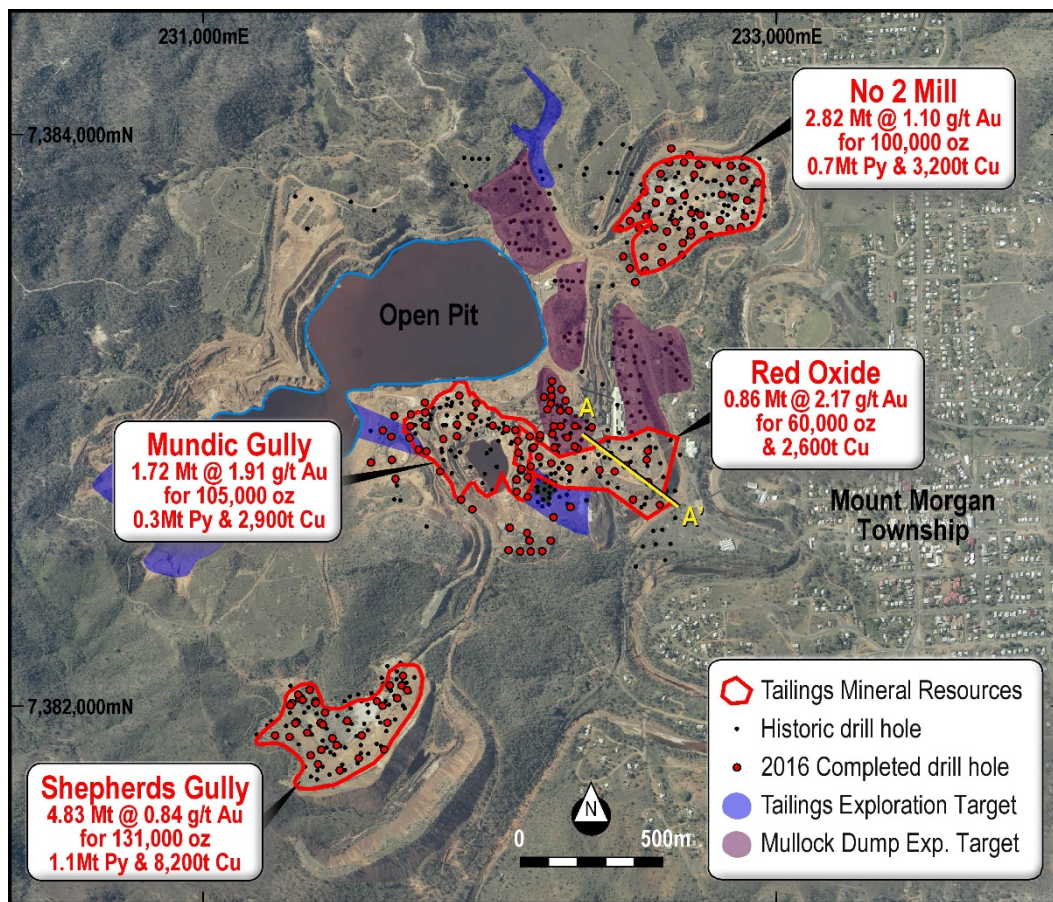 231,000mE
233,000mE
7,384,000mN
No 2 Mill
2.82 Mt @ 1.10 g/t Au
for 100,000 oz
0.7Mt Py & 3,200t Cu
Open Pit
Red Oxide
0.86 Mt @ 2.17 g/t Au
for 60,000 oz
& 2,600t Cu
A
A'
Mundic Gully
1.72 Mt @ 1.91 g/t Au
for 105,000 oz
0.3Mt Py & 2,900t Cu
Mount Morgan
Township
7,382,000mN
Shepherds Gully
4.83 Mt @ 0.84 g/t Au
for 131,000 oz
1.1Mt Py & 8,200t Cu
N
0 500m
Tailings Mineral Resources
Historic drill hole
2016 Completed drill hole
Tailings Exploration Target
Mullock Dump Exp. Target